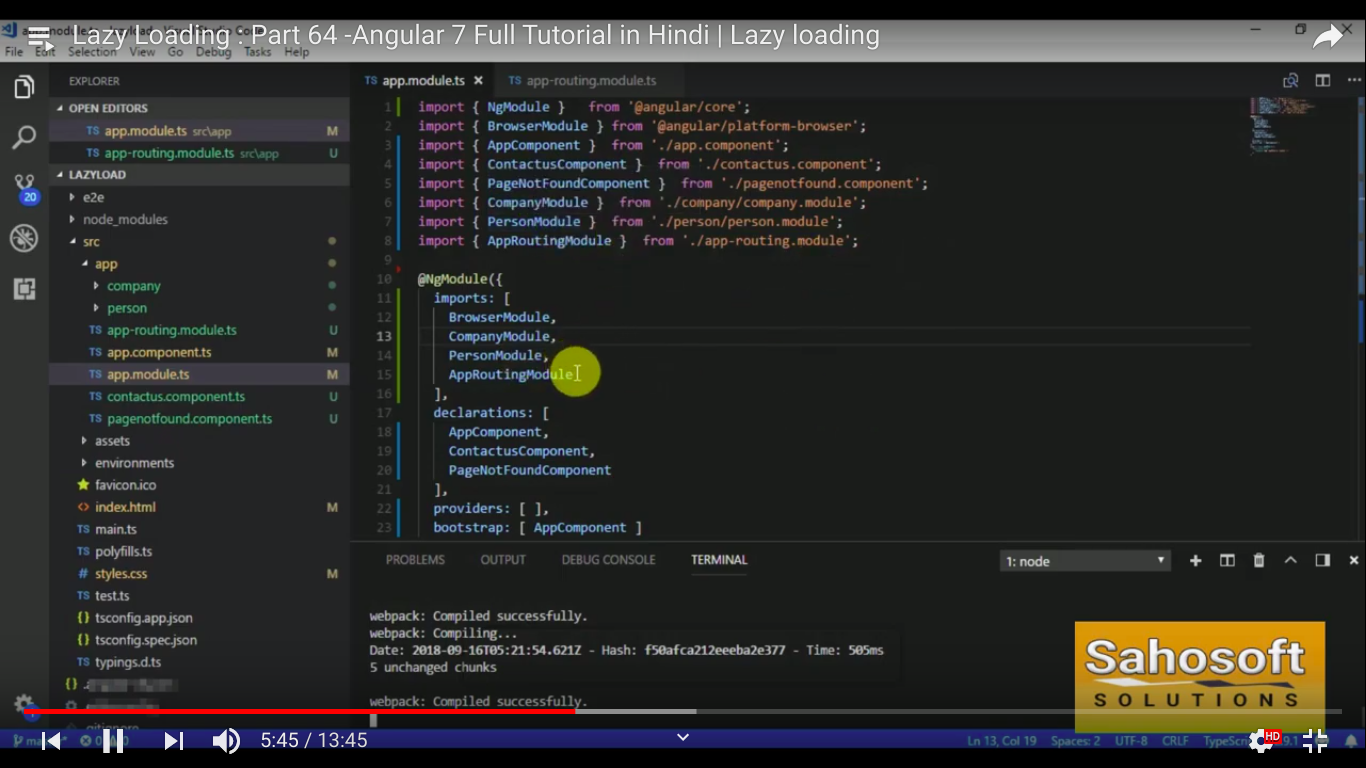 Lazy Loading : Part 64 -Angular 7 Full Tutorial in Hindi | Lazy loading
File Edit Selection View Go Debug Tasks Help
EXPLORER
OPEN EDITORS
TS app.module.ts src\app M
TS app-routing.module.ts src\app U
LAZYLOAD
e2e
node_modules
src
app
company
person
TS app-routing.module.ts U
TS app.component.ts M
TS app.module.ts M
TS contactus.component.ts U
TS pagenotfound.component.ts U
assets
environments
favicon.ico
<> index.html M
TS main.ts
TS polyfills.ts
# styles.css M
TS test.ts
{} tsconfig.app.json
{} tsconfig.spec.json
TS typings.d.ts
{}
.gitignore
20
TS app.module.ts × TS app-routing.module.ts
1 import { NgModule } from '@angular/core';
2 import { BrowserModule } from '@angular/platform-browser';
3 import { AppComponent } from './app.component';
4 import { ContactusComponent } from './contactus.component';
5 import { PageNotFoundComponent } from './pagenotfound.component';
6 import { CompanyModule } from './company/company.module';
7 import { PersonModule } from './person/person.module';
8 import { AppRoutingModule } from './app-routing.module';
9
10 @NgModule({
11 imports: [
12 BrowserModule,
13 CompanyModule,
14 PersonModule,
15 AppRoutingModule
16 ],
17 declarations: [
18 AppComponent,
19 ContactusComponent,
20 PageNotFoundComponent
21 ],
22 providers: [ ],
23 bootstrap: [ AppComponent ]
PROBLEMS OUTPUT DEBUG CONSOLE TERMINAL 1: node
webpack: Compiled successfully.
webpack: Compiling...
Date: 2018-09-16T05:21:54.621Z - Hash: f50afca212eeeba2e377 - Time: 505ms
5 unchanged chunks
webpack: Compiled successfully.
Sahosoft
SOLUTIONS
5:45 / 13:45
HD
Ln 13, Col 19 Spaces: 2 UTF-8 CRLF